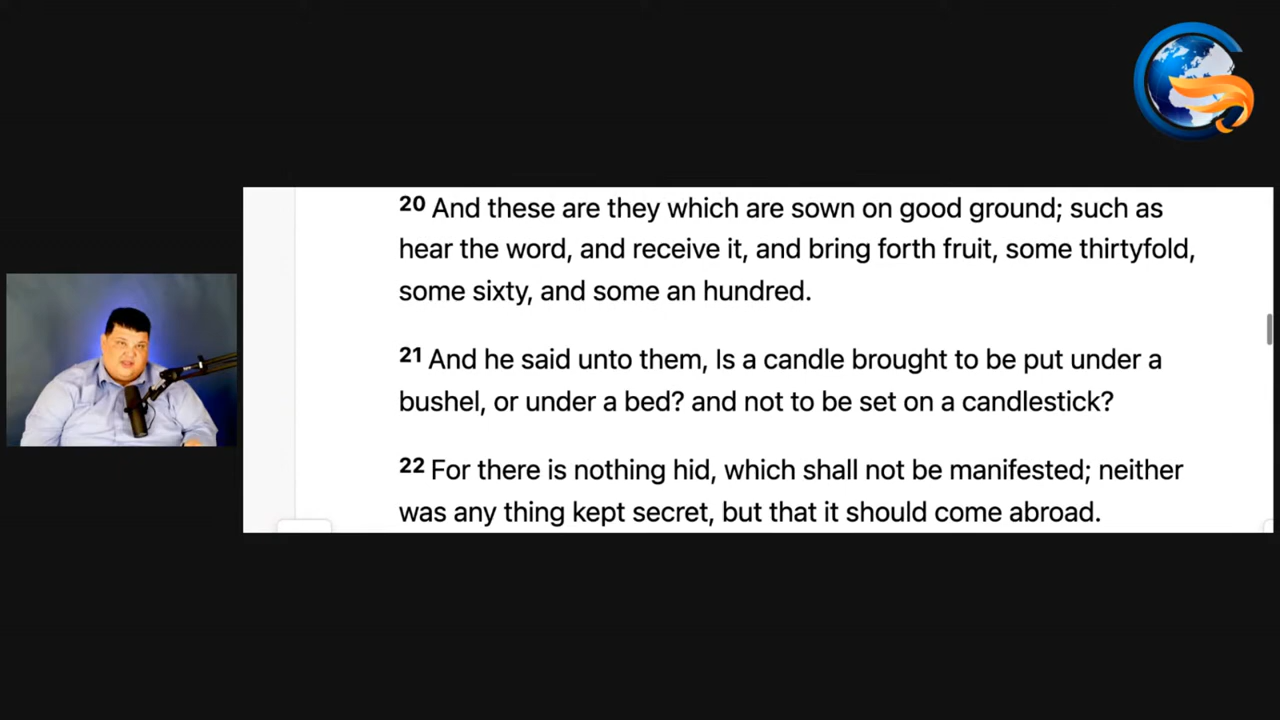 20 And these are they which are sown on good ground; such as
hear the word, and receive it, and bring forth fruit, some thirtyfold,
some sixty, and some an hundred.
21 And he said unto them, Is a candle brought to be put under a
bushel, or under a bed? and not to be set on a candlestick?
22 For there is nothing hid, which shall not be manifested; neither
was any thing kept secret, but that it should come abroad.